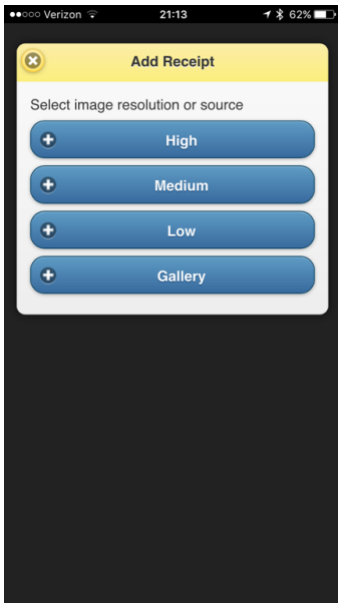 Verizon 21:13 62%
Add Receipt
Select image resolution or source
High
Medium
Low
Gallery